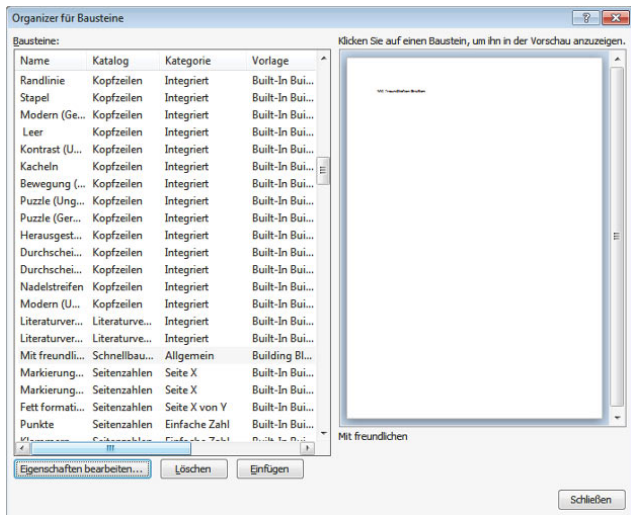 Organizer für Bausteine
Bausteine:
Klicken Sie auf einen Baustein, um ihn in der Vorschau anzuzeigen.
Name Katalog Kategorie Vorlage
Randlinie Kopfzeilen Integriert Built-In Bui...
Stapel Kopfzeilen Integriert Built-In Bui...
Modern (Ge... Kopfzeilen Integriert Built-In Bui...
Leer Kopfzeilen Integriert Built-In Bui...
Kontrast (U... Kopfzeilen Integriert Built-In Bui...
Kacheln Kopfzeilen Integriert Built-In Bui...
Bewegung (... Kopfzeilen Integriert Built-In Bui...
Puzzle (Ung... Kopfzeilen Integriert Built-In Bui...
Puzzle (Ger... Kopfzeilen Integriert Built-In Bui...
Herausgest... Kopfzeilen Integriert Built-In Bui...
Durchschei... Kopfzeilen Integriert Built-In Bui...
Durchschei... Kopfzeilen Integriert Built-In Bui...
Nadelstreifen Kopfzeilen Integriert Built-In Bui...
Modern (U... Kopfzeilen Integriert Built-In Bui...
Literaturver... Literaturve... Integriert Built-In Bui...
Literaturver... Literaturve... Integriert Built-In Bui...
Mit freundli... Schnellbau... Allgemein Building Bl...
Markierung... Seitenzahlen Seite X Built-In Bui...
Markierung... Seitenzahlen Seite X Built-In Bui...
Fett formati... Seitenzahlen Seite X von Y Built-In Bui...
Punkte Seitenzahlen Einfache Zahl Built-In Bui...
Mit freundlichen
Eigenschaften bearbeiten... Löschen Einfügen
Schließen